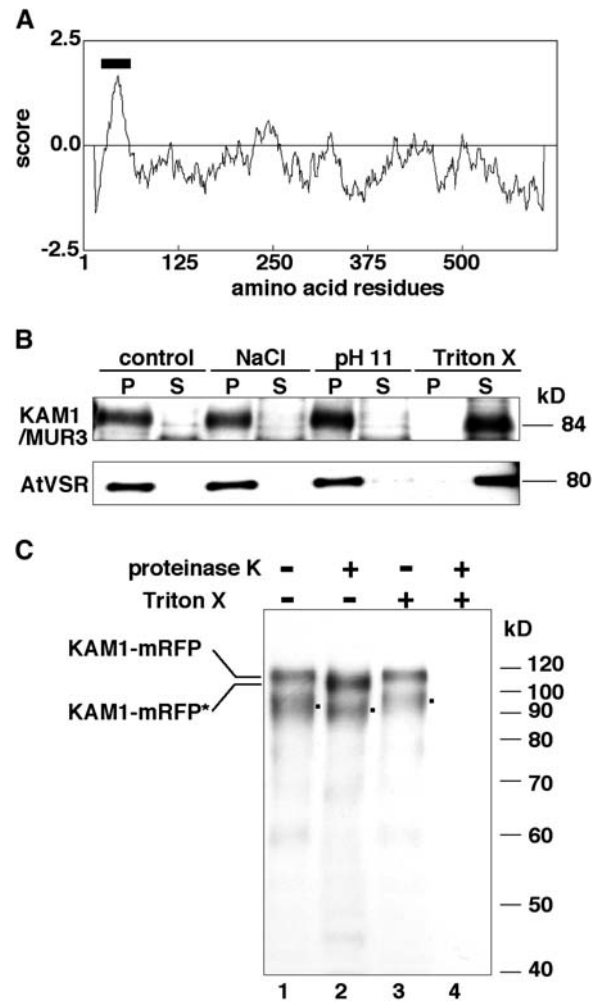 A
2.5
score
0.0
-2.5
1 125 250 375 500
amino acid residues
B
control NaCl pH 11 Triton X
P S P S P S P S kD
KAM1
/MUR3
84
AtVSR
80
C
proteinase K - + - +
Triton X - - + +
kD
KAM1-mRFP
KAM1-mRFP*
120
100
90
80
70
60
50
40
1 2 3 4